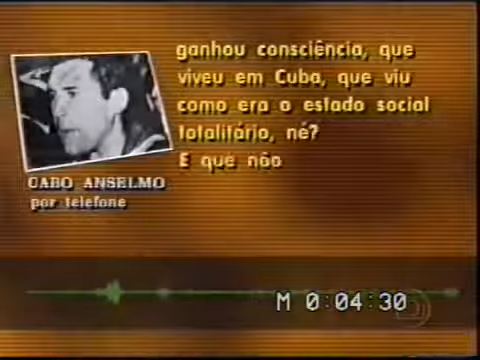 ganhou consciência, que
viveu em Cuba, que viu
como era o estado social
totalitário, né?
E que não
CABO ANSELMO
por telefone
M 0:04:30